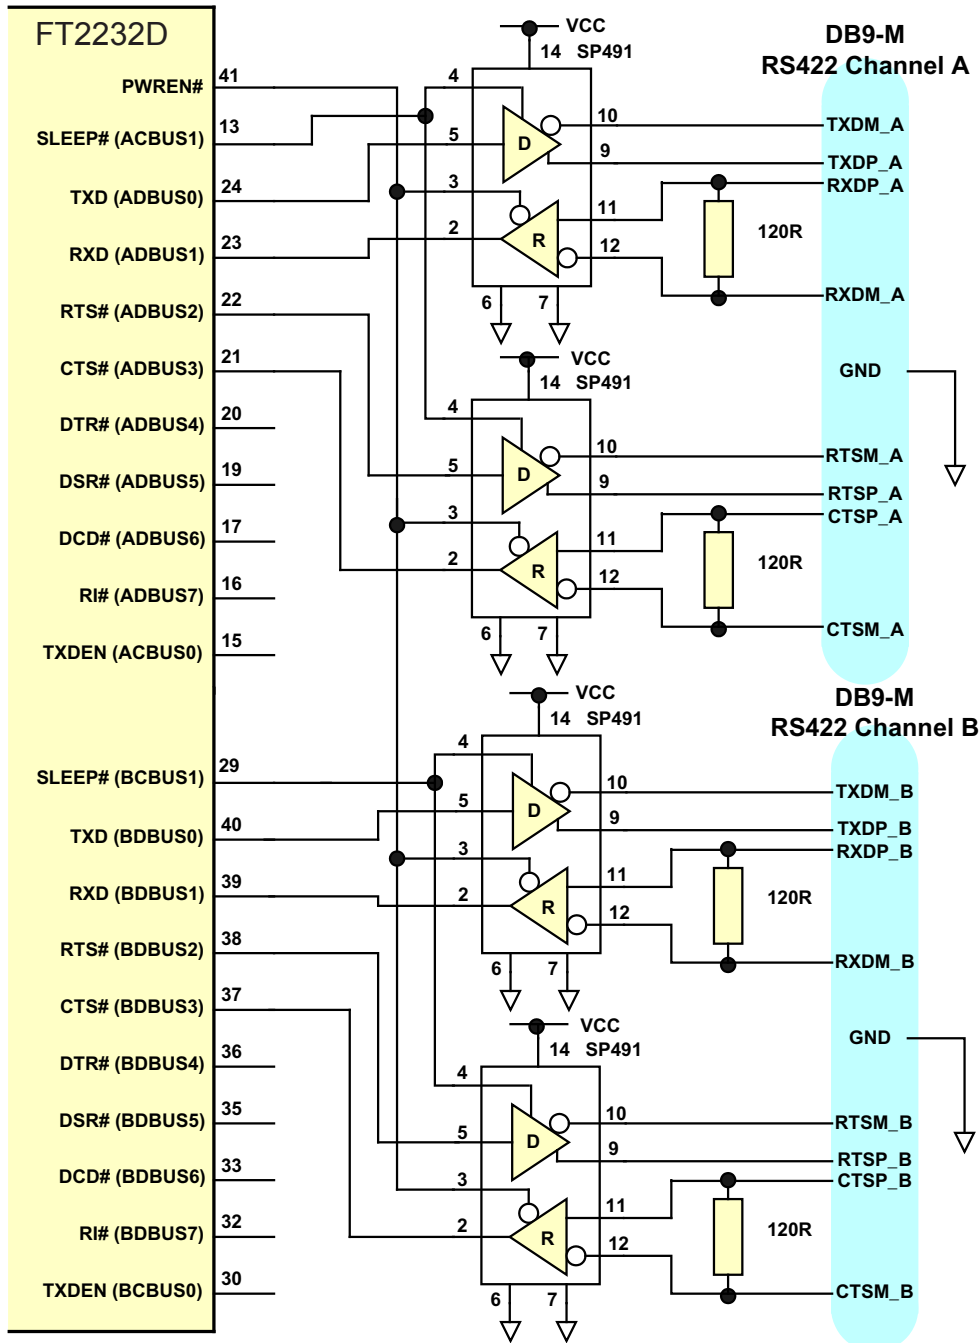 FT2232D
PWREN#
41
SLEEP# (ACBUS1)
13
TXD (ADBUS0)
24
RXD (ADBUS1)
23
RTS# (ADBUS2)
22
CTS# (ADBUS3)
21
DTR# (ADBUS4)
20
DSR# (ADBUS5)
19
DCD# (ADBUS6)
17
RI# (ADBUS7)
16
TXDEN (ACBUS0)
15
SLEEP# (BCBUS1)
29
TXD (BDBUS0)
40
RXD (BDBUS1)
39
RTS# (BDBUS2)
38
CTS# (BDBUS3)
37
DTR# (BDBUS4)
36
DSR# (BDBUS5)
35
DCD# (BDBUS6)
33
RI# (BDBUS7)
32
TXDEN (BCBUS0)
30
VCC
14 SP491
4
5
D
10
9
3
2
R
11
12
6
7
VCC
14 SP491
4
5
D
10
9
3
2
R
11
12
6
7
VCC
14 SP491
4
5
D
10
9
3
2
R
11
12
6
7
VCC
14 SP491
4
5
D
10
9
3
2
R
11
12
6
7
DB9-M
RS422 Channel A
TXDM_A
TXDP_A
RXDP_A
120R
RXDM_A
GND
RTSM_A
RTSP_A
CTSP_A
120R
CTSM_A
DB9-M
RS422 Channel B
TXDM_B
TXDP_B
RXDP_B
120R
RXDM_B
GND
RTSM_B
RTSP_B
CTSP_B
120R
CTSM_B